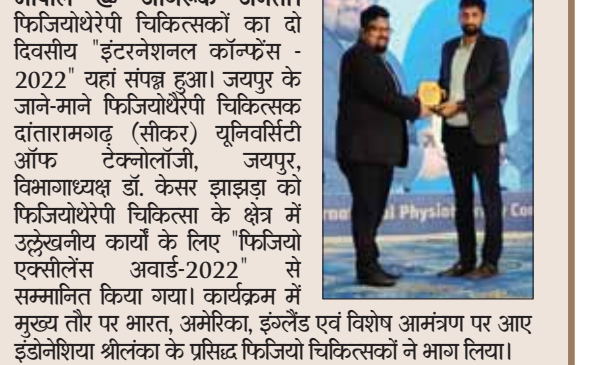 फिजियोथेरेपी चिकित्सकों का दो
दिवसीय "इंटरनेशनल कॉन्फ्रेंस -
2022" यहां संपन्न हुआ। जयपुर के
जाने-माने फिजियोथैरेपी चिकित्सक
दांतारामगढ़ (सीकर) यूनिवर्सिटी
ऑफ टेक्नोलॉजी, जयपुर,
विभागाध्यक्ष डॉ. केसर झाझड़ा को
फिजियोथेरेपी चिकित्सा के क्षेत्र में
उल्लेखनीय कार्यों के लिए "फिजियो
एक्सीलेंस अवार्ड-2022" से
सम्मानित किया गया। कार्यक्रम में
मुख्य तौर पर भारत, अमेरिका, इंग्लैंड एवं विशेष आमंत्रण पर आए
इंडोनेशिया श्रीलंका के प्रसिद्ध फिजियो चिकित्सकों ने भाग लिया।